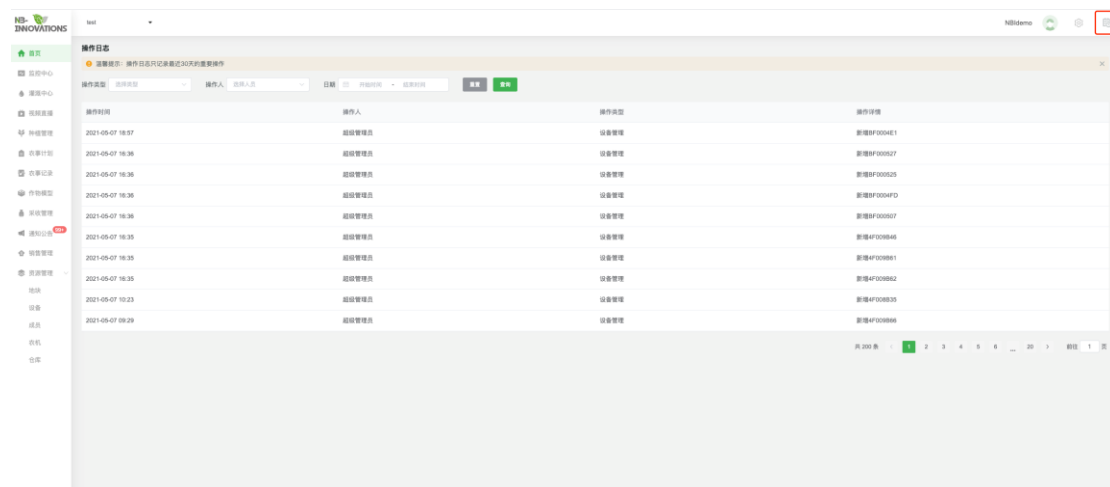 NB-INNOVATIONS
test
NBIdemo
首页
监控中心
灌溉中心
视频直播
种植管理
农事计划
农事记录
作物模型
采收管理
通知公告 99+
销售管理
资源管理
地块
设备
成员
农机
仓库
操作日志
温馨提示：操作日志只记录最近30天的重要操作
操作类型 选择类型 操作人 选择人员 日期 开始时间 - 结束时间 重置 查询
操作时间 操作人 操作类型 操作详情
2021-05-07 18:57 超级管理员 设备管理 新增BF0004E1
2021-05-07 16:36 超级管理员 设备管理 新增BF000527
2021-05-07 16:36 超级管理员 设备管理 新增BF000525
2021-05-07 16:36 超级管理员 设备管理 新增BF0004FD
2021-05-07 16:36 超级管理员 设备管理 新增BF000507
2021-05-07 16:35 超级管理员 设备管理 新增4F009B46
2021-05-07 16:35 超级管理员 设备管理 新增4F009B61
2021-05-07 16:35 超级管理员 设备管理 新增4F009B62
2021-05-07 10:23 超级管理员 设备管理 新增4F008B35
2021-05-07 09:29 超级管理员 设备管理 新增4F009B66
共 200 条 < 1 2 3 4 5 6 ... 20 > 前往 1 页